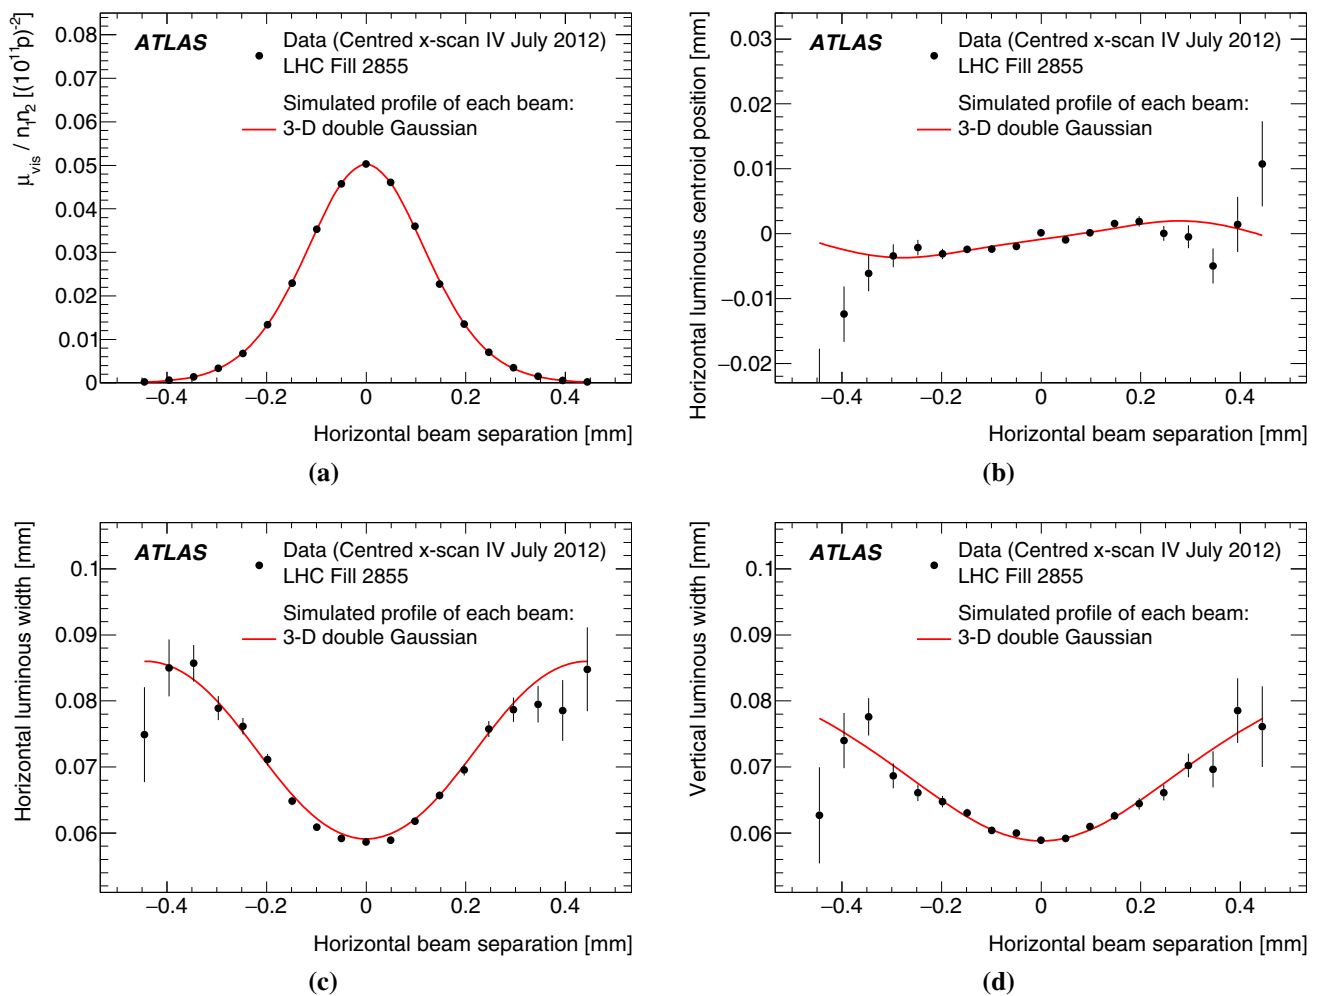 μvis / n1n2 [(10^11 p)^-2]
0.08
0.07
0.06
0.05
0.04
0.03
0.02
0.01
0
ATLAS
Data (Centred x-scan IV July 2012)
LHC Fill 2855
Simulated profile of each beam:
3-D double Gaussian
−0.4 −0.2 0 0.2 0.4
Horizontal beam separation [mm]
(a)
Horizontal luminous centroid position [mm]
0.03
0.02
0.01
0
−0.01
−0.02
ATLAS
Data (Centred x-scan IV July 2012)
LHC Fill 2855
Simulated profile of each beam:
3-D double Gaussian
−0.4 −0.2 0 0.2 0.4
Horizontal beam separation [mm]
(b)
Horizontal luminous width [mm]
0.1
0.09
0.08
0.07
0.06
ATLAS
Data (Centred x-scan IV July 2012)
LHC Fill 2855
Simulated profile of each beam:
3-D double Gaussian
−0.4 −0.2 0 0.2 0.4
Horizontal beam separation [mm]
(c)
Vertical luminous width [mm]
0.1
0.09
0.08
0.07
0.06
ATLAS
Data (Centred x-scan IV July 2012)
LHC Fill 2855
Simulated profile of each beam:
3-D double Gaussian
−0.4 −0.2 0 0.2 0.4
Horizontal beam separation [mm]
(d)